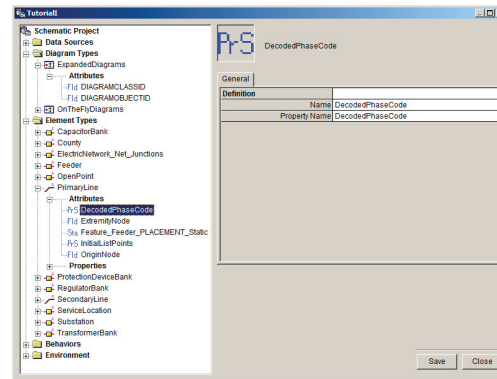 TutorialI
Schematic Project
Data Sources
Diagram Types
ExpandedDiagrams
Attributes
Fld DIAGRAMCLASSID
Fld DIAGRAMOBJECTID
OnTheFlyDiagrams
Element Types
CapacitorBank
County
ElectricNetwork_Net_Junctions
Feeder
OpenPoint
PrimaryLine
Attributes
PrS DecodedPhaseCode
Fld ExtremityNode
Sta Feature_Feeder_PLACEMENT_Static
PrS InitialListPoints
Fld OriginNode
Properties
ProtectionDeviceBank
RegulatorBank
SecondaryLine
ServiceLocation
Substation
TransformerBank
Behaviors
Environment
PrS DecodedPhaseCode
General
Definition
Name DecodedPhaseCode
Property Name DecodedPhaseCode
Save Close